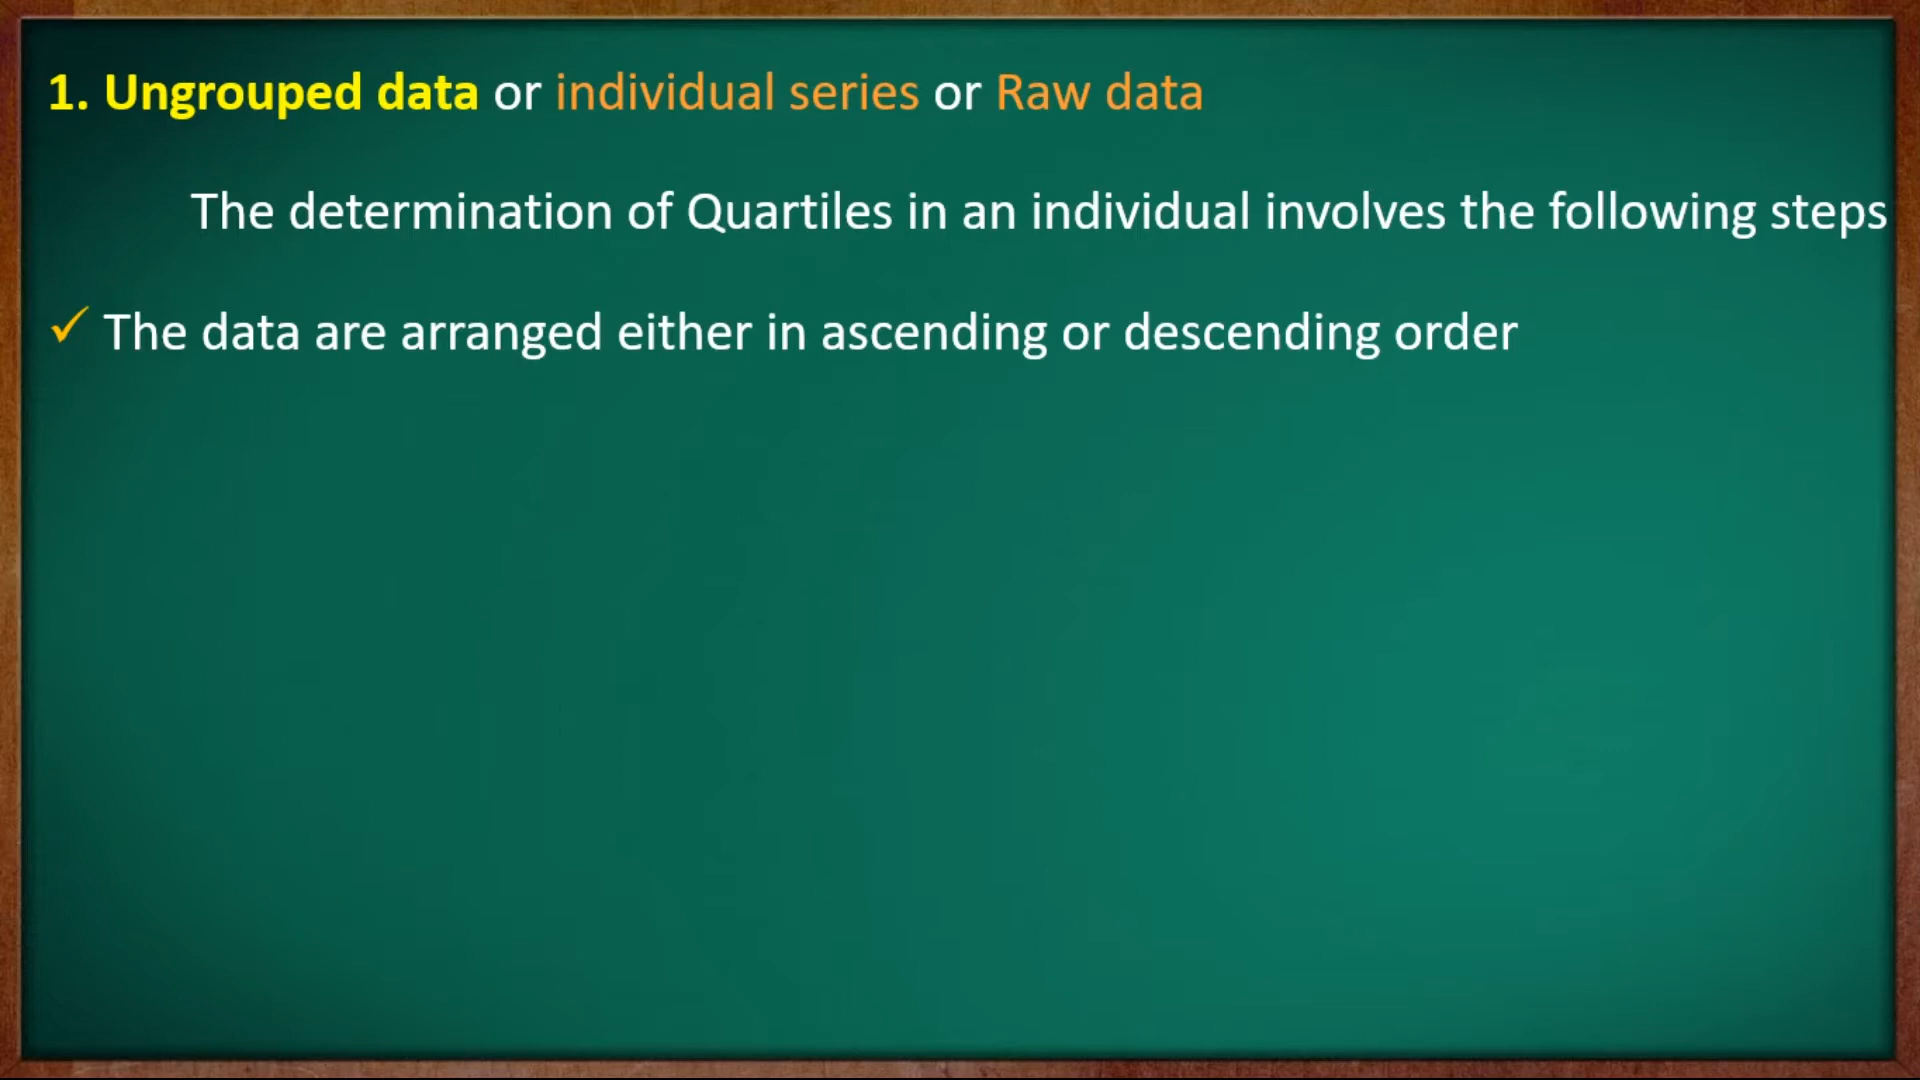 1. Ungrouped data or individual series or Raw data
The determination of Quartiles in an individual involves the following steps
✓ The data are arranged either in ascending or descending order